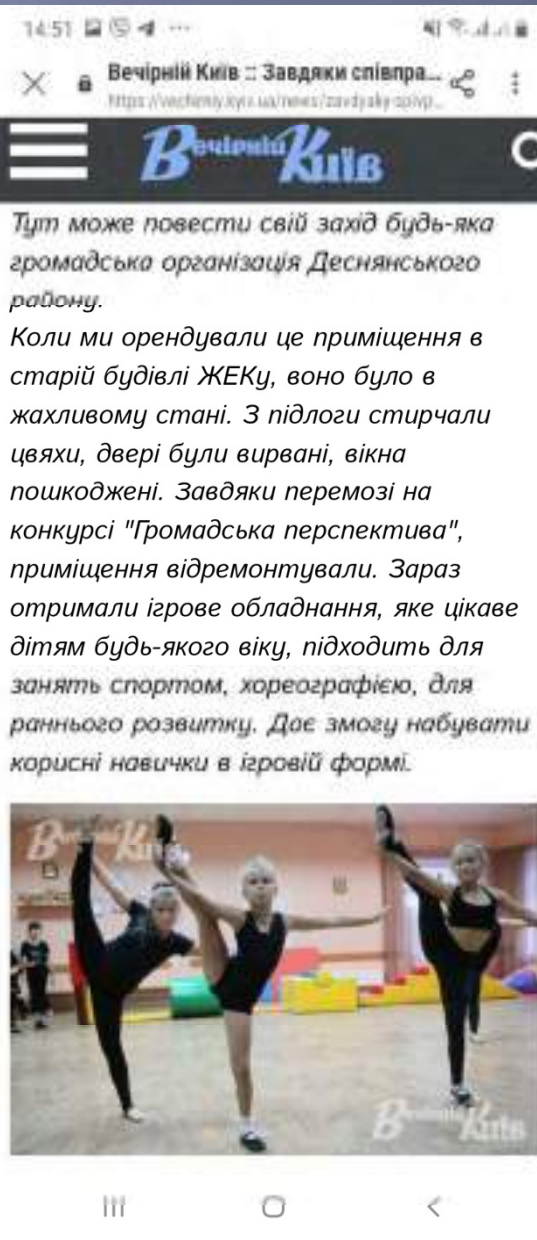 14:51
Вечірній Київ :: Завдяки співпра...
Вечірній Київ
Тут може повести свій захід будь-яка
громадська організація Деснянського
району.
Коли ми орендували це приміщення в
старій будівлі ЖЕКу, воно було в
жахливому стані. З підлоги стирчали
цвяхи, двері були вирвані, вікна
пошкоджені. Завдяки перемозі на
конкурсі "Громадська перспектива",
приміщення відремонтували. Зараз
отримали ігрове обладнання, яке цікаве
дітям будь-якого віку, підходить для
занять спортом, хореографією, для
раннього розвитку. Дає змогу набувати
корисні навички в ігровій формі.
Вечірній Київ
Вечірній Київ